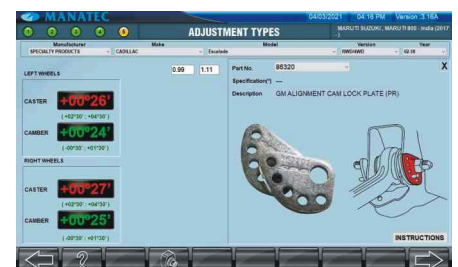 MANATEC
04/03/2021 04:16 PM Version :3.16A
ADJUSTMENT TYPES
MARUTI SUZUKI, MARUTI 800 - India (2017
-)
Manufacturer Make Model Version Year
SPECIALTY PRODUCTS CADILLAC Escalade RWD/4WD 02-16
LEFT WHEELS
0.99 1.11
Part No. 86320 X
Specification(°) ---
Description GM ALIGNMENT CAM LOCK PLATE (PR)
CASTER +00°26'
(+02°30' : +04°30')
CAMBER +00°24'
(-00°30' : +01°30')
RIGHT WHEELS
CASTER +00°27'
(+02°30' : +04°30')
CAMBER +00°25'
(-00°30' : +01°30')
INSTRUCTIONS